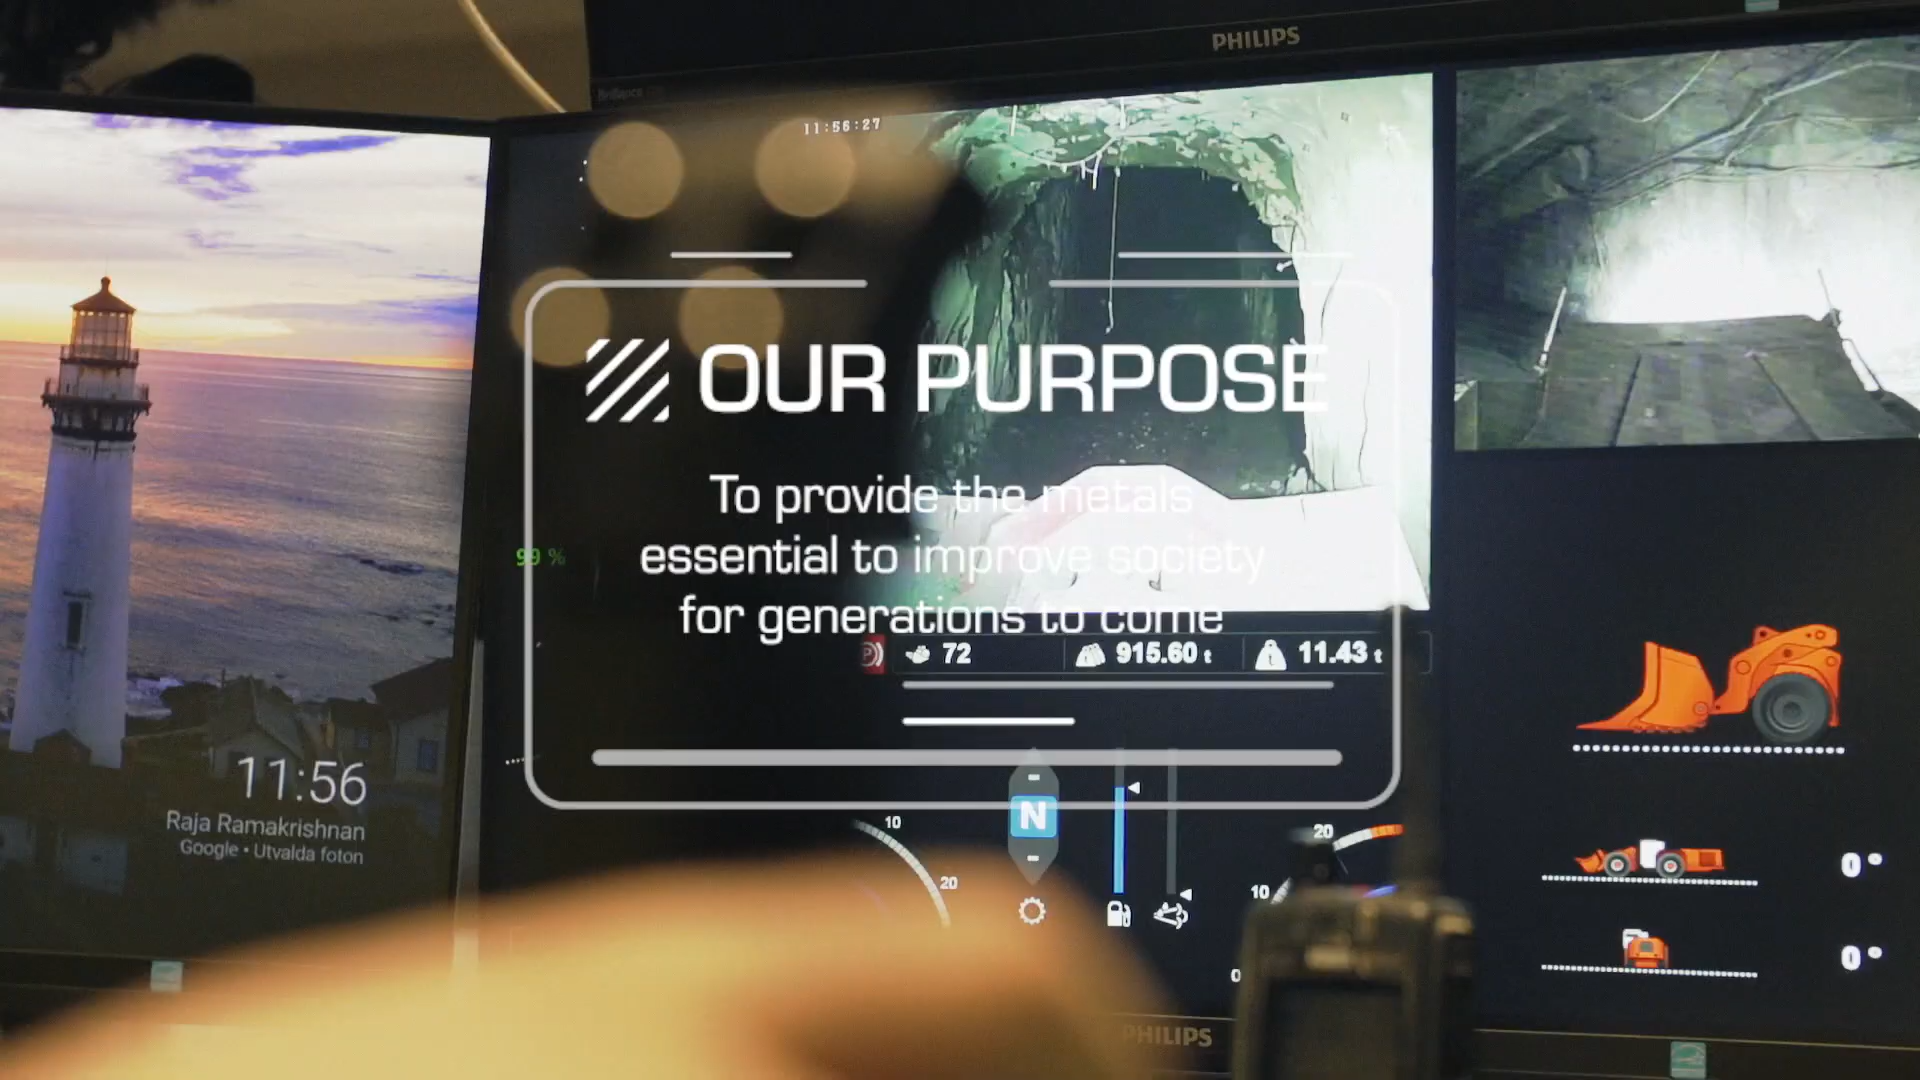 PHILIPS
Brilliance
11:56:27
OUR PURPOSE
To provide the metals
essential to improve society
for generations to come
99 %
72
915.60 t
11.43 t
11:56
Raja Ramakrishnan
Google • Utvalda foton
10
20
N
20
10
0
0°
0°
PHILIPS